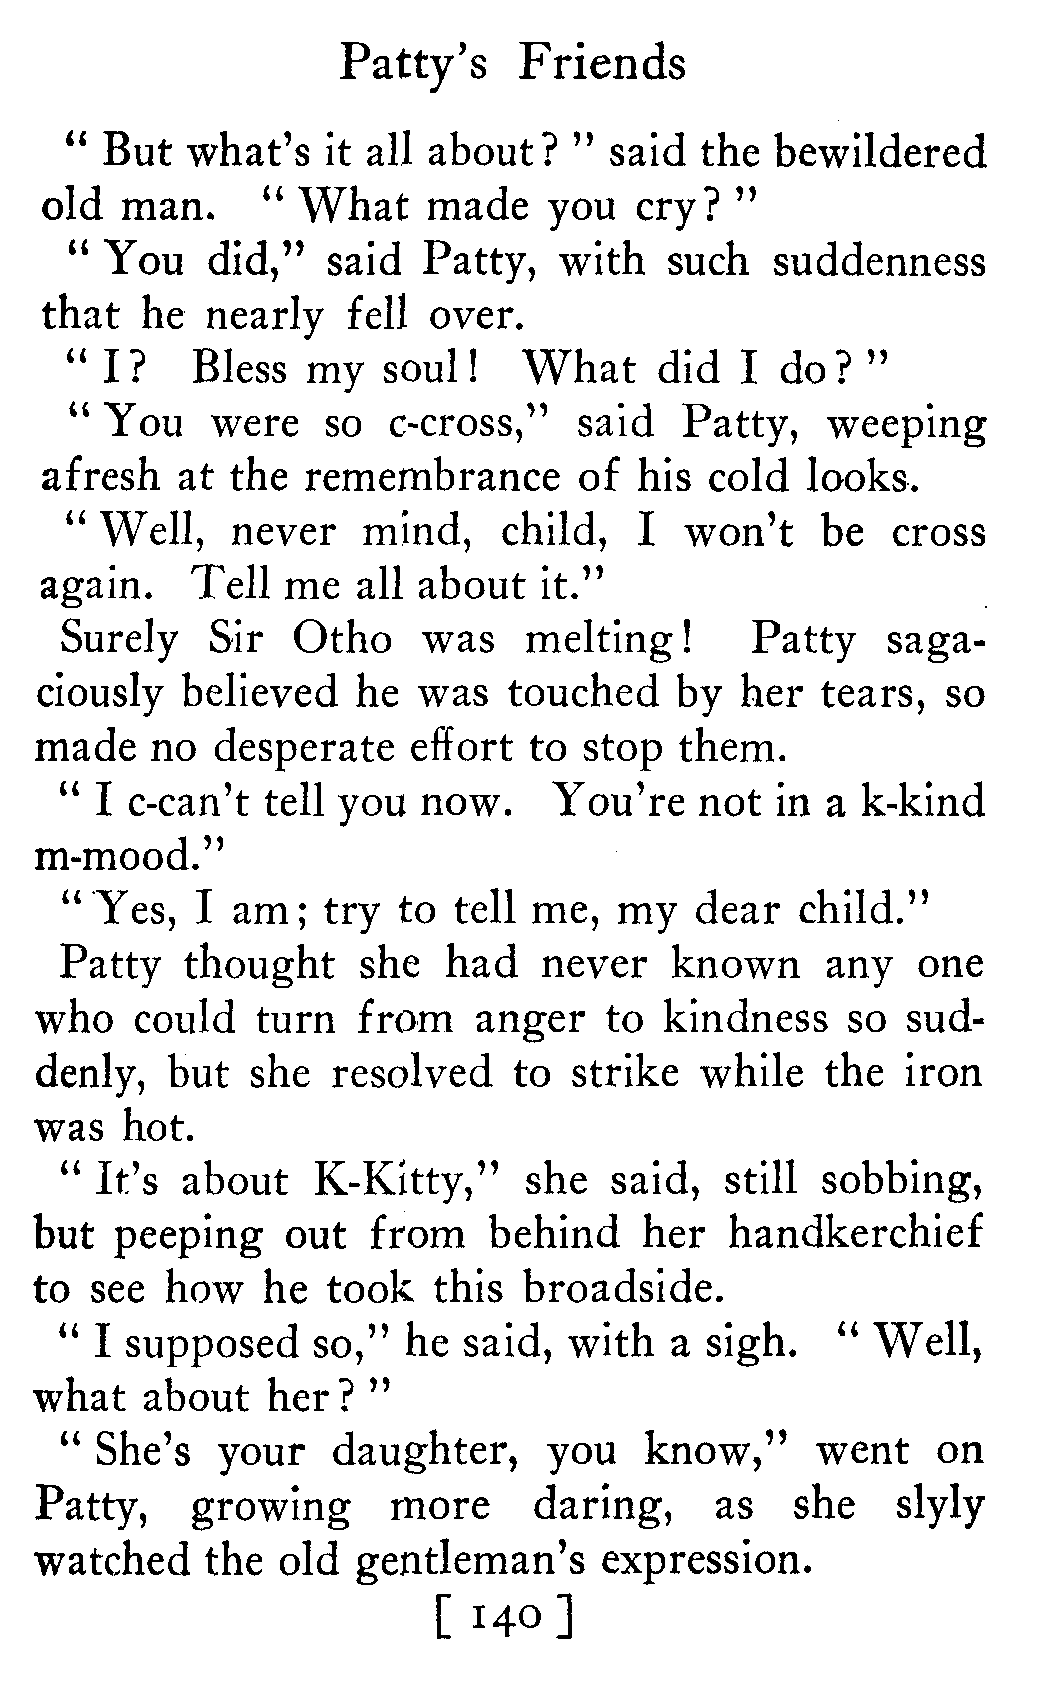 Patty's Friends
“ But what's it all about? ” said the bewildered
old man. “ What made you cry? ”
“ You did,” said Patty, with such suddenness
that he nearly fell over.
“ I? Bless my soul! What did I do? ”
“ You were so c-cross,” said Patty, weeping
afresh at the remembrance of his cold looks.
“ Well, never mind, child, I won't be cross
again. Tell me all about it.”
Surely Sir Otho was melting! Patty saga-
ciously believed he was touched by her tears, so
made no desperate effort to stop them.
“ I c-can't tell you now. You're not in a k-kind
m-mood.”
“ Yes, I am; try to tell me, my dear child.”
Patty thought she had never known any one
who could turn from anger to kindness so sud-
denly, but she resolved to strike while the iron
was hot.
“ It's about K-Kitty,” she said, still sobbing,
but peeping out from behind her handkerchief
to see how he took this broadside.
“ I supposed so,” he said, with a sigh. “ Well,
what about her? ”
“ She's your daughter, you know,” went on
Patty, growing more daring, as she slyly
watched the old gentleman's expression.
[ 140 ]